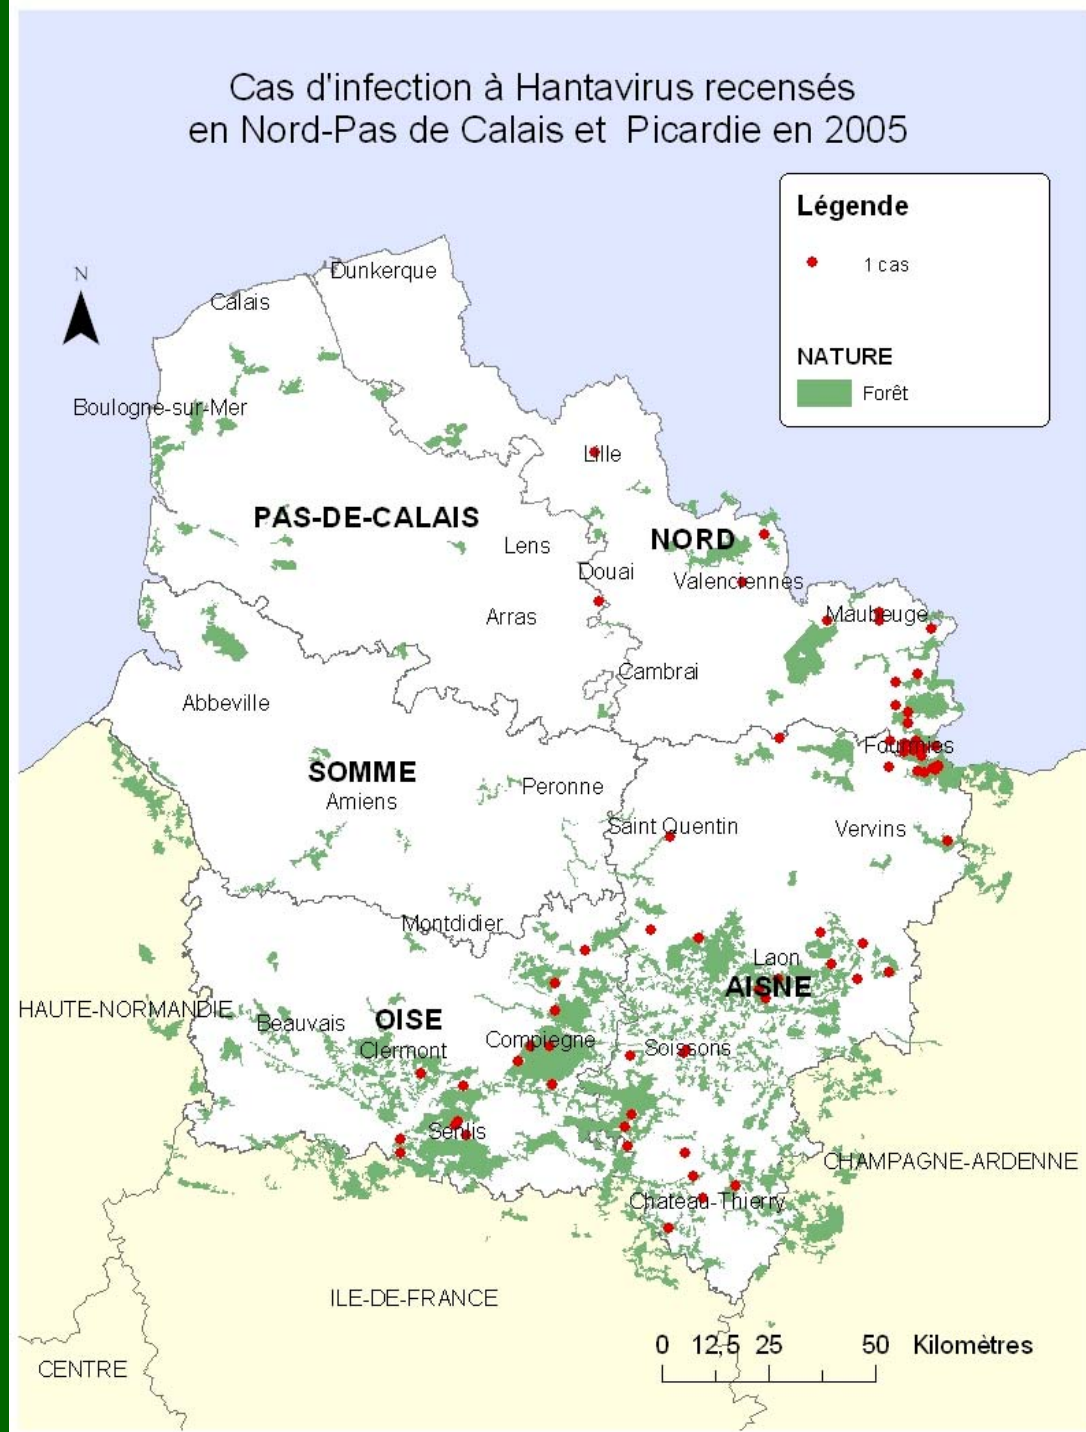 Cas d'infection à Hantavirus recensés
en Nord-Pas de Calais et Picardie en 2005
Légende
1 cas
NATURE
Forêt
N
Dunkerque
Calais
Boulogne-sur-Mer
Lille
PAS-DE-CALAIS
NORD
Lens
Douai
Valenciennes
Arras
Maubeuge
Cambrai
Abbeville
Fourmies
SOMME
Amiens
Peronne
Saint Quentin
Vervins
Montdidier
Laon
AISNE
HAUTE-NORMANDIE
Beauvais
OISE
Clermont
Compiegne
Soissons
Senlis
CHAMPAGNE-ARDENNE
Chateau-Thierry
ILE-DE-FRANCE
CENTRE
0 12,5 25 50 Kilomètres